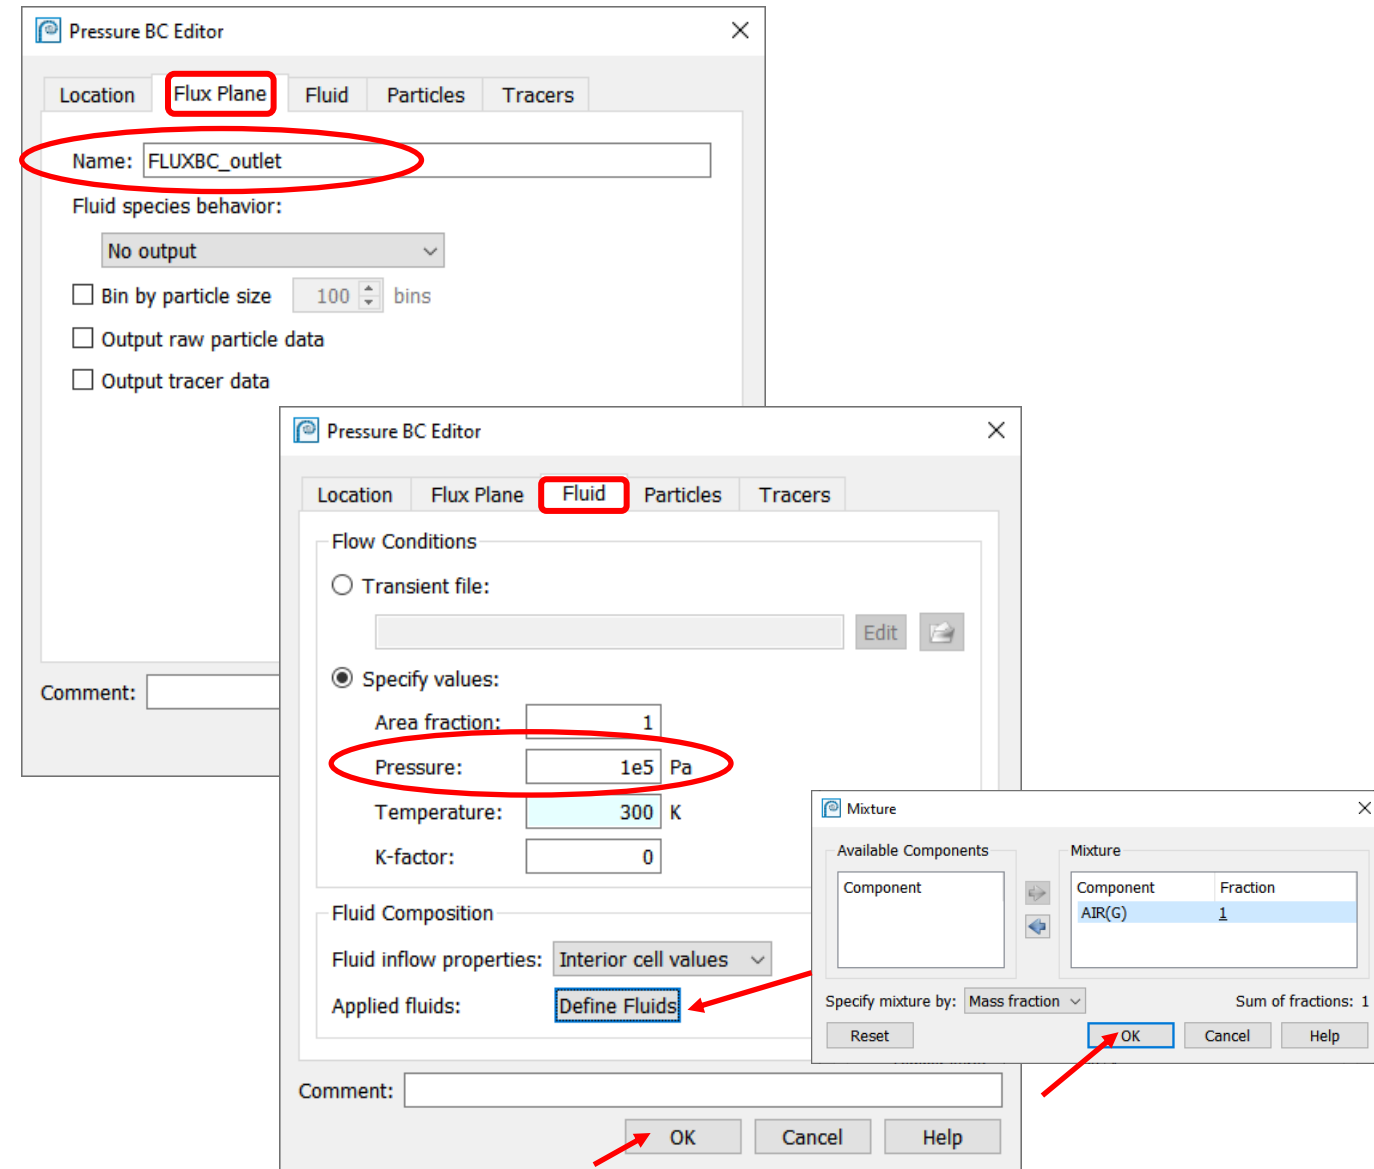 Pressure BC Editor
Location Flux Plane Fluid Particles Tracers
Name: FLUXBC_outlet
Fluid species behavior:
No output
Bin by particle size 100 bins
Output raw particle data
Output tracer data
Comment:
Pressure BC Editor
Location Flux Plane Fluid Particles Tracers
Flow Conditions
Transient file:
Edit
Specify values:
Area fraction: 1
Pressure: 1e5 Pa
Temperature: 300 K
K-factor: 0
Fluid Composition
Fluid inflow properties: Interior cell values
Applied fluids: Define Fluids
Comment:
OK Cancel Help
Mixture
Available Components Mixture
Component Component Fraction
AIR(G) 1
Specify mixture by: Mass fraction Sum of fractions: 1
Reset OK Cancel Help